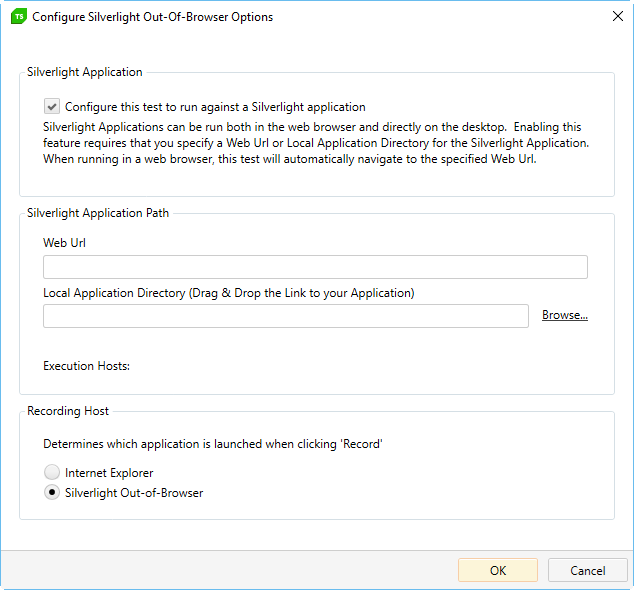 TS Configure Silverlight Out-Of-Browser Options
Silverlight Application
Configure this test to run against a Silverlight application
Silverlight Applications can be run both in the web browser and directly on the desktop. Enabling this
feature requires that you specify a Web Url or Local Application Directory for the Silverlight Application.
When running in a web browser, this test will automatically navigate to the specified Web Url.
Silverlight Application Path
Web Url
Local Application Directory (Drag & Drop the Link to your Application)
Browse...
Execution Hosts:
Recording Host
Determines which application is launched when clicking 'Record'
Internet Explorer
Silverlight Out-of-Browser
OK Cancel